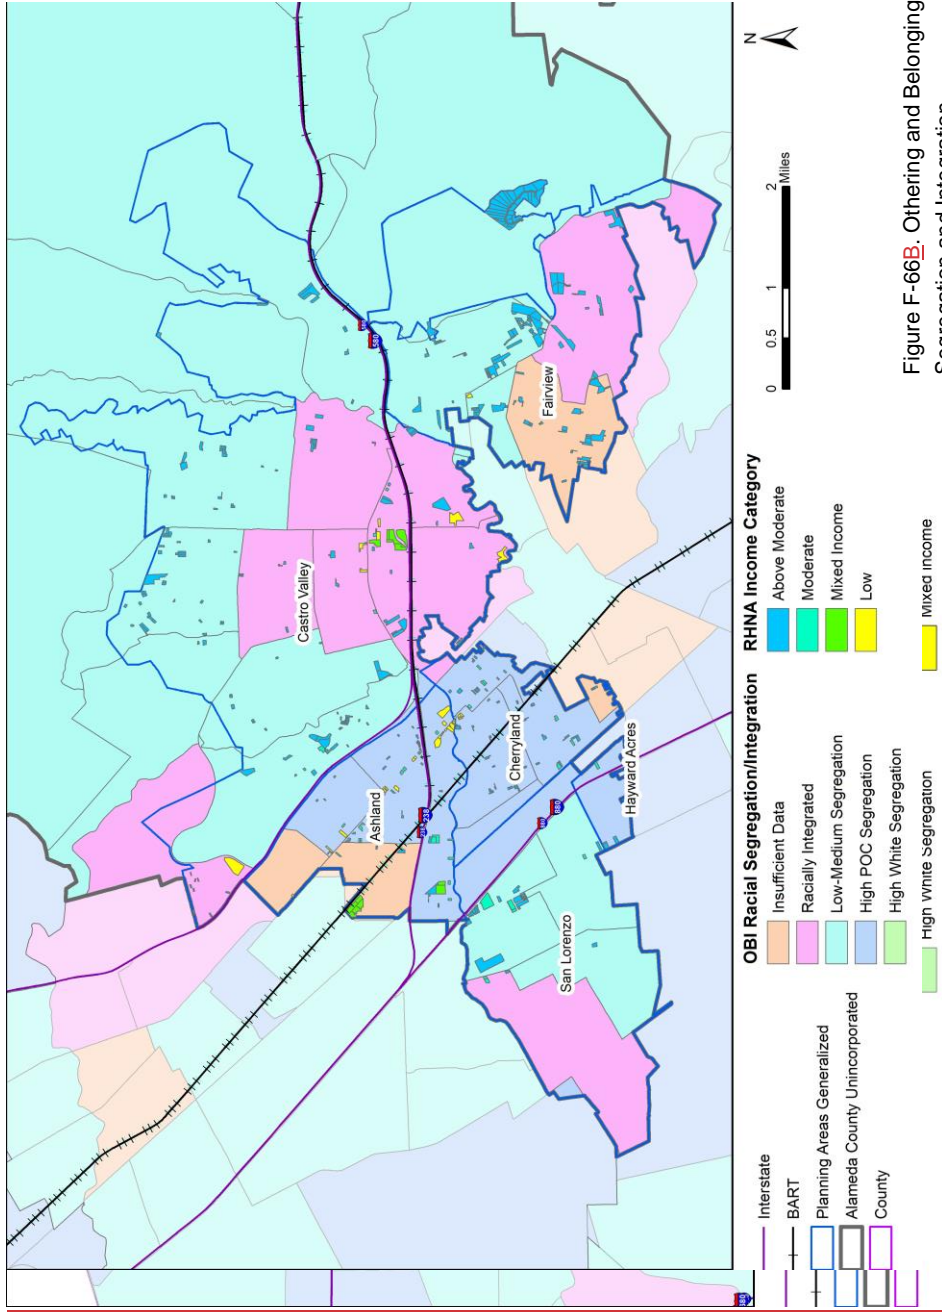 Castro Valley
Fairview
Ashland
Cherryland
Hayward Acres
San Lorenzo
580
238
880
N
0 0.5 1 2
Miles
Interstate
BART
Planning Areas Generalized
Alameda County Unincorporated
County
OBI Racial Segregation/Integration
Insufficient Data
Racially Integrated
Low-Medium Segregation
High POC Segregation
High White Segregation
High White Segregation
RHNA Income Category
Above Moderate
Moderate
Mixed Income
Low
Mixed Income
Figure F-66B. Othering and Belonging
Segregation and Integration